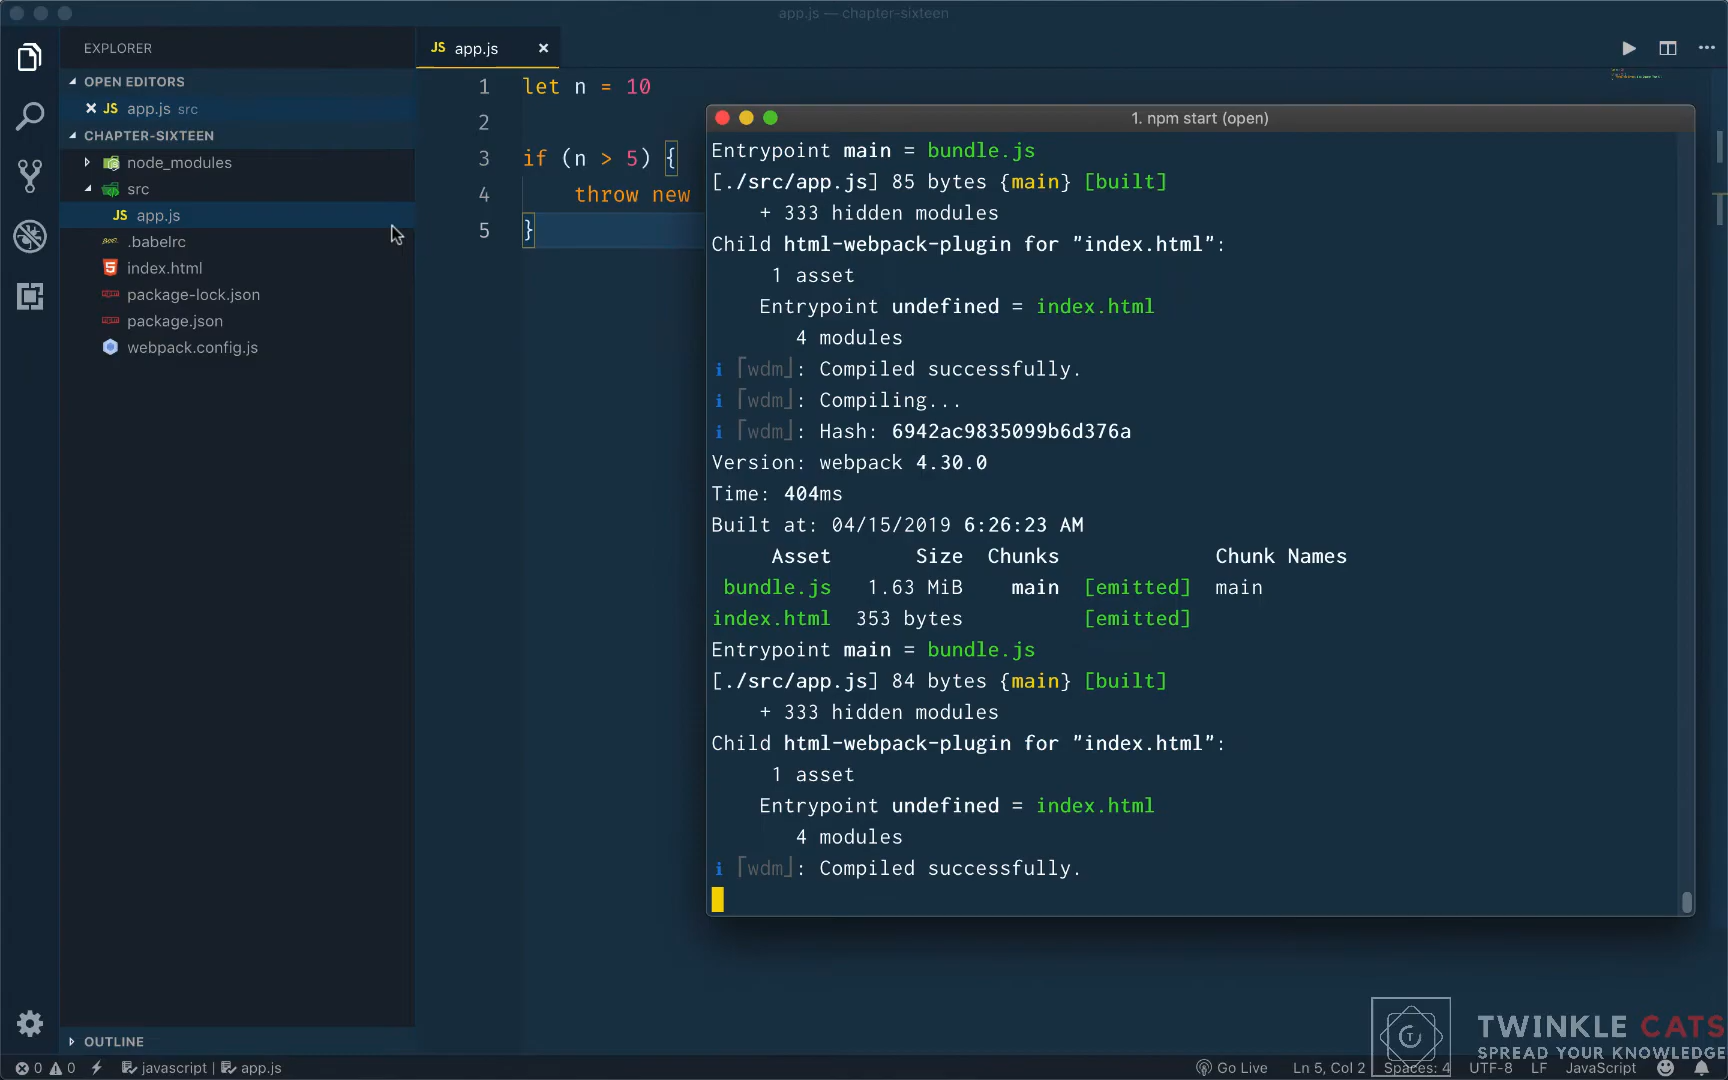 app.js — chapter-sixteen
EXPLORER
OPEN EDITORS
JS app.js src
CHAPTER-SIXTEEN
node_modules
src
JS app.js
.babelrc
index.html
package-lock.json
package.json
webpack.config.js
OUTLINE
JS app.js
1 let n = 10
2
3 if (n > 5) {
4 throw new
5 }
1. npm start (open)
Entrypoint main = bundle.js
[./src/app.js] 85 bytes {main} [built]
+ 333 hidden modules
Child html-webpack-plugin for "index.html":
1 asset
Entrypoint undefined = index.html
4 modules
ℹ ｢wdm｣: Compiled successfully.
ℹ ｢wdm｣: Compiling...
ℹ ｢wdm｣: Hash: 6942ac9835099b6d376a
Version: webpack 4.30.0
Time: 404ms
Built at: 04/15/2019 6:26:23 AM
Asset Size Chunks Chunk Names
bundle.js 1.63 MiB main [emitted] main
index.html 353 bytes [emitted]
Entrypoint main = bundle.js
[./src/app.js] 84 bytes {main} [built]
+ 333 hidden modules
Child html-webpack-plugin for "index.html":
1 asset
Entrypoint undefined = index.html
4 modules
ℹ ｢wdm｣: Compiled successfully.
TWINKLE CATS
SPREAD YOUR KNOWLEDGE
0 0 javascript | app.js Go Live Ln 5, Col 2 Spaces: 4 UTF-8 LF JavaScript